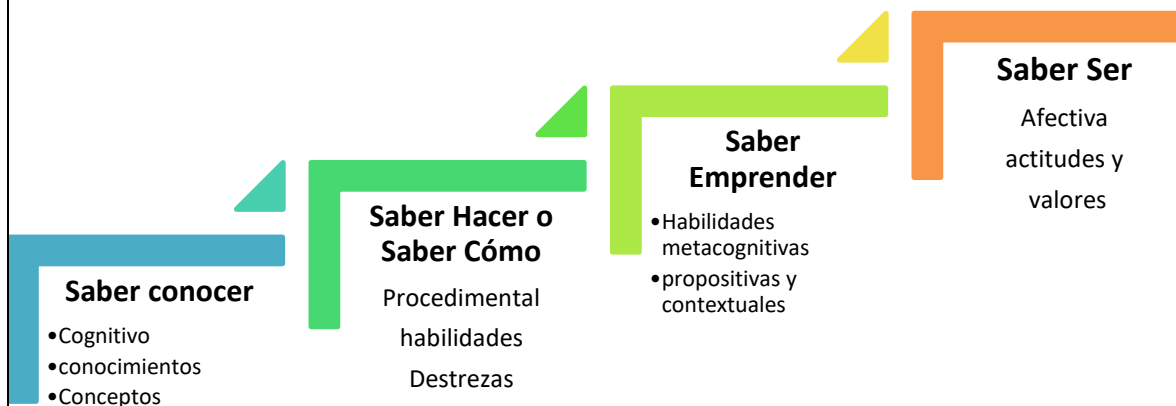 Saber conocer
•Cognitivo
•conocimientos
•Conceptos
Saber Hacer o
Saber Cómo
Procedimental
habilidades
Destrezas
Saber
Emprender
•Habilidades
metacognitivas
•propositivas y
contextuales
Saber Ser
Afectiva
actitudes y
valores